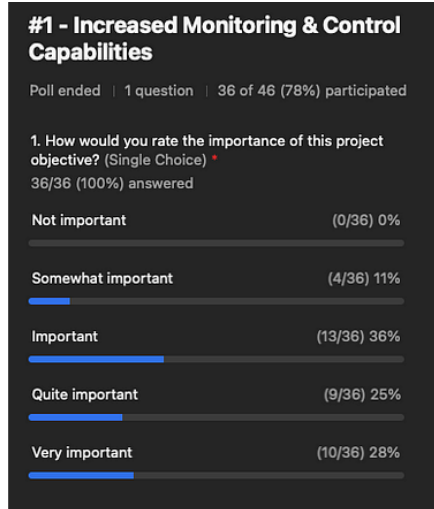 #1 - Increased Monitoring & Control
Capabilities
Poll ended | 1 question | 36 of 46 (78%) participated
1. How would you rate the importance of this project
objective? (Single Choice) *
36/36 (100%) answered
Not important (0/36) 0%
Somewhat important (4/36) 11%
Important (13/36) 36%
Quite important (9/36) 25%
Very important (10/36) 28%